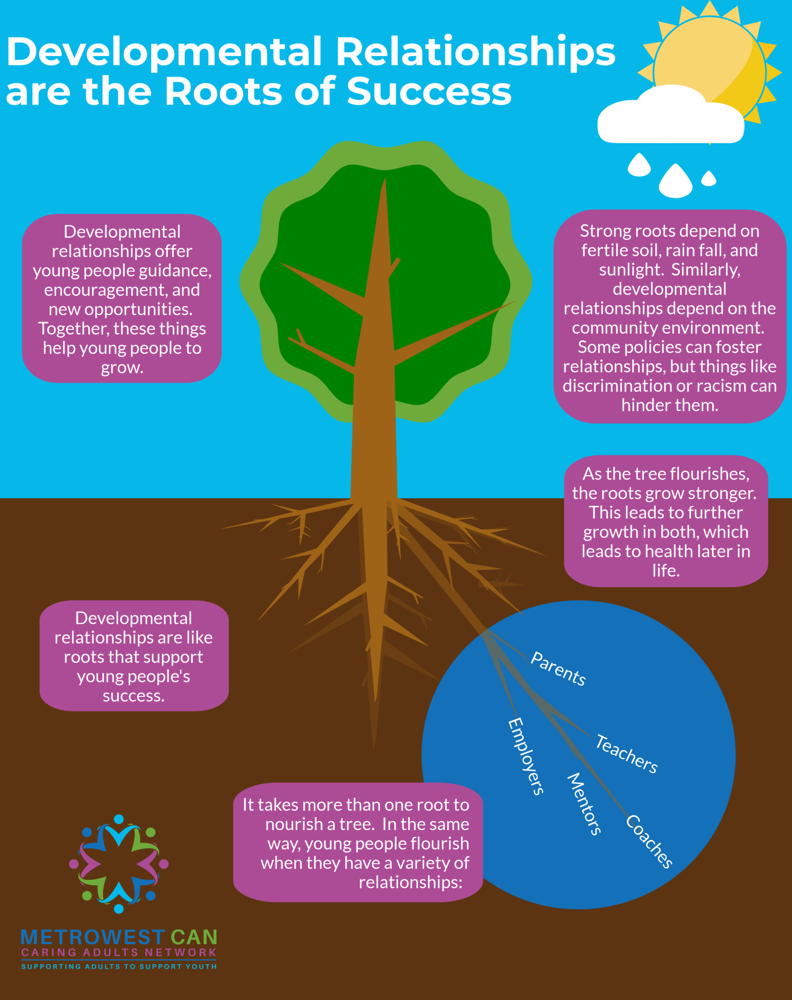 Developmental Relationships
are the Roots of Success
Developmental
relationships offer
young people guidance,
encouragement, and
new opportunities.
Together, these things
help young people to
grow.
Strong roots depend on
fertile soil, rain fall, and
sunlight.  Similarly,
developmental
relationships depend on the
community environment.
Some policies can foster
relationships, but things like
discrimination or racism can
hinder them.
As the tree flourishes,
the roots grow stronger.
This leads to further
growth in both, which
leads to health later in
life.
Developmental
relationships are like
roots that support
young people's
success.
It takes more than one root to
nourish a tree.  In the same
way, young people flourish
when they have a variety of
relationships:
Parents
Teachers
Employers
Mentors
Coaches
METROWEST CAN
CARING ADULTS NETWORK
SUPPORTING ADULTS TO SUPPORT YOUTH